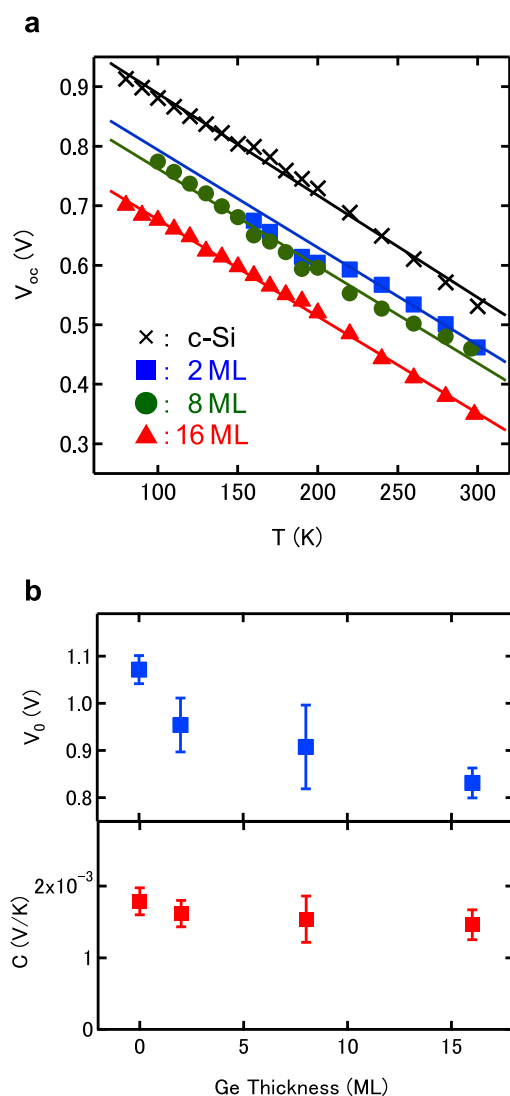 a
V_oc (V)
0.9
0.8
0.7
0.6
0.5
0.4
0.3
× : c-Si
■ : 2 ML
● : 8 ML
▲ : 16 ML
100 150 200 250 300
T (K)
b
V_0 (V)
1.1
1.0
0.9
0.8
C (V/K)
2×10⁻³
1
0
0 5 10 15
Ge Thickness (ML)